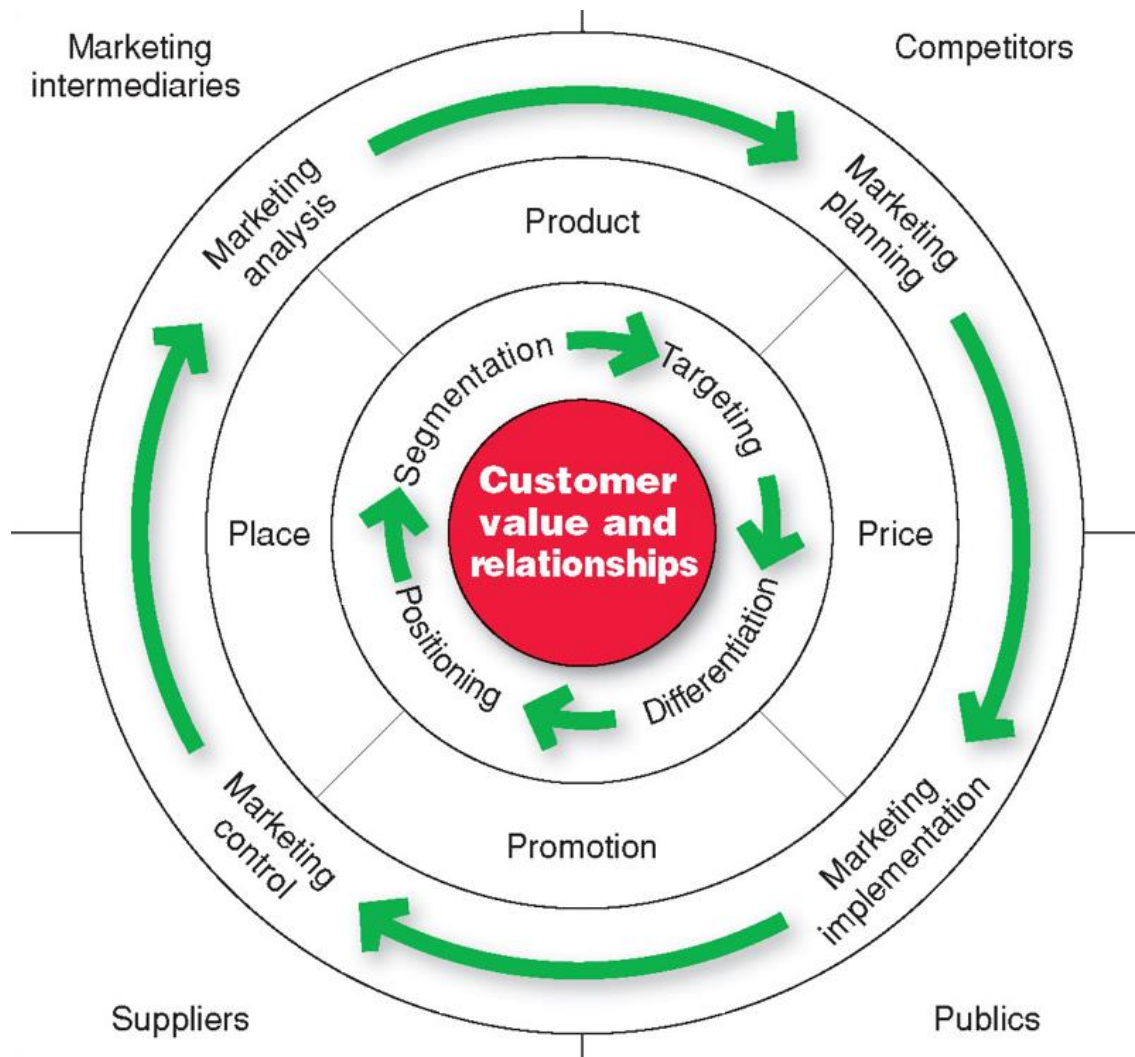 Marketing
intermediaries
Competitors
Marketing
analysis
Marketing
planning
Product
Segmentation
Targeting
Place
Customer
value and
relationships
Price
Positioning
Differentiation
Marketing
control
Promotion
Marketing
implementation
Suppliers
Publics